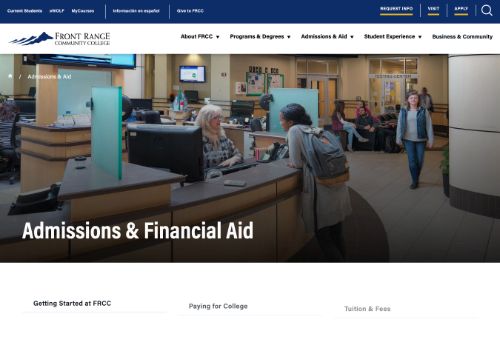 Current Students eWOLF MyCourses Información en español Give to FRCC REQUEST INFO VISIT APPLY
FRONT RANGE
COMMUNITY COLLEGE
About FRCC Programs & Degrees Admissions & Aid Student Experience Business & Community
/ Admissions & Aid
Admissions & Financial Aid
Getting Started at FRCC
Paying for College
Tuition & Fees